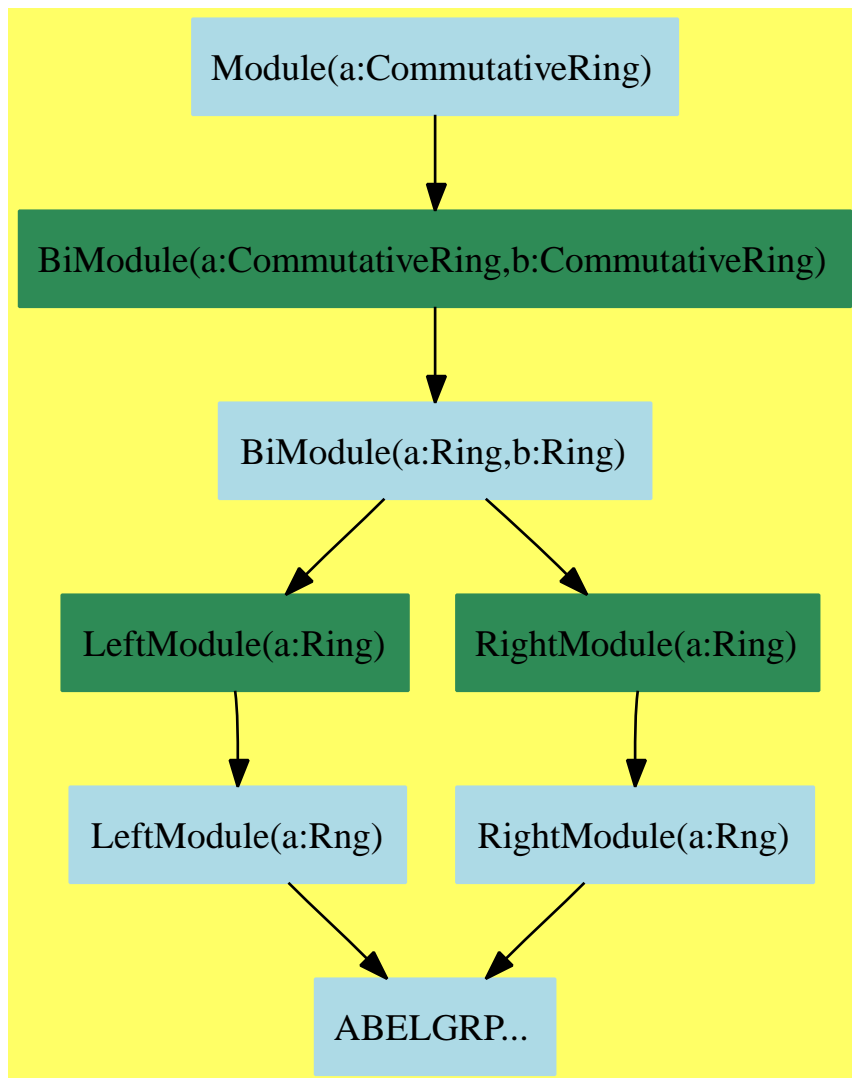 Module(a:CommutativeRing)
BiModule(a:CommutativeRing,b:CommutativeRing)
BiModule(a:Ring,b:Ring)
LeftModule(a:Ring)
RightModule(a:Ring)
LeftModule(a:Rng)
RightModule(a:Rng)
ABELGRP...